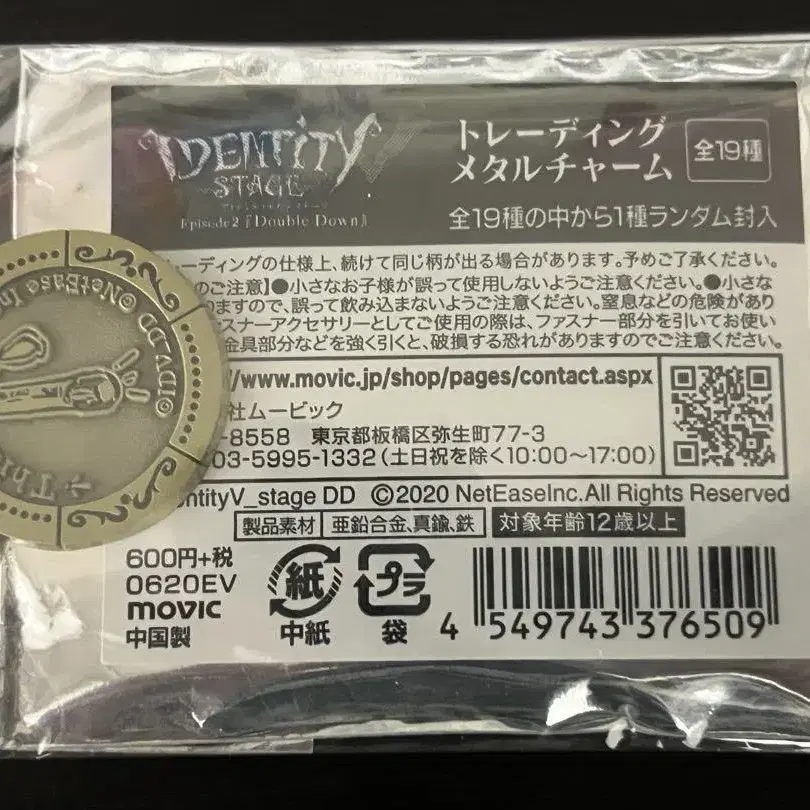 IDENTITY
STAGE
Episode2『Double Down』
トレーディング
メタルチャーム
全19種
全19種の中から1種ランダム封入
レーディングの仕様上、続けて同じ柄が出る場合があります。予めご了承ください。
のご注意】●小さなお子様が誤って使用しないようご注意ください。●小さな
りますので、誤って飲み込まないようご注意ください。窒息などの危険があり
ァスナーアクセサリーとしてご使用の際は、ファスナー部分を引いてお使い
金具部分などを強く引くと、破損する恐れがありますのでご注意ください。
//www.movic.jp/shop/pages/contact.aspx
社ムービック
-8558 東京都板橋区弥生町77-3
03-5995-1332(土日祝を除く10:00~17:00)
entityV_stage DD ©2020 NetEaseInc.All Rights Reserved
製品素材 亜鉛合金、真鍮、鉄 対象年齢12歳以上
600円+税
0620EV
movic
中国製
紙
中紙
プラ
袋
4 549743 376509